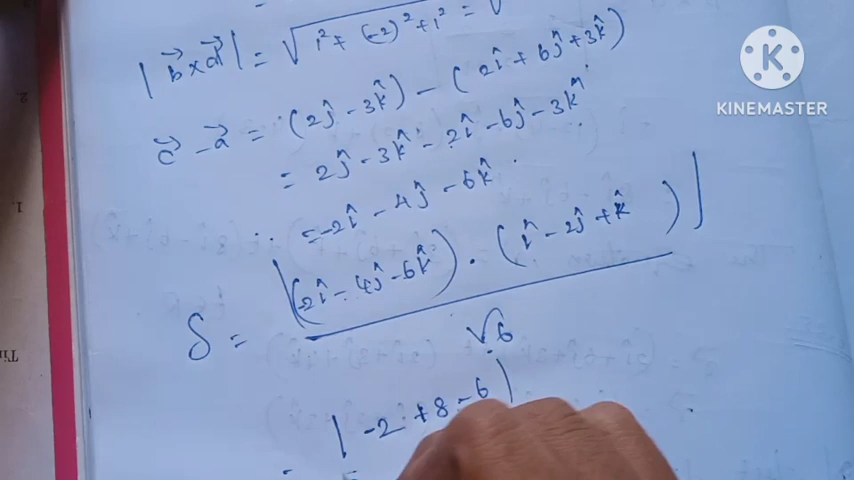 |b⃗ × d⃗| = √1² + (-2)² + 1² = √
c⃗ - a⃗ = (2ĵ - 3k̂) - (2î + 6ĵ + 3k̂)
= 2ĵ - 3k̂ - 2î - 6ĵ - 3k̂
= -2î - 4ĵ - 6k̂
δ = |(-2î - 4ĵ - 6k̂) · (î - 2ĵ + k̂)|
√6
= |-2 + 8 - 6|
K
KINEMASTER
1.